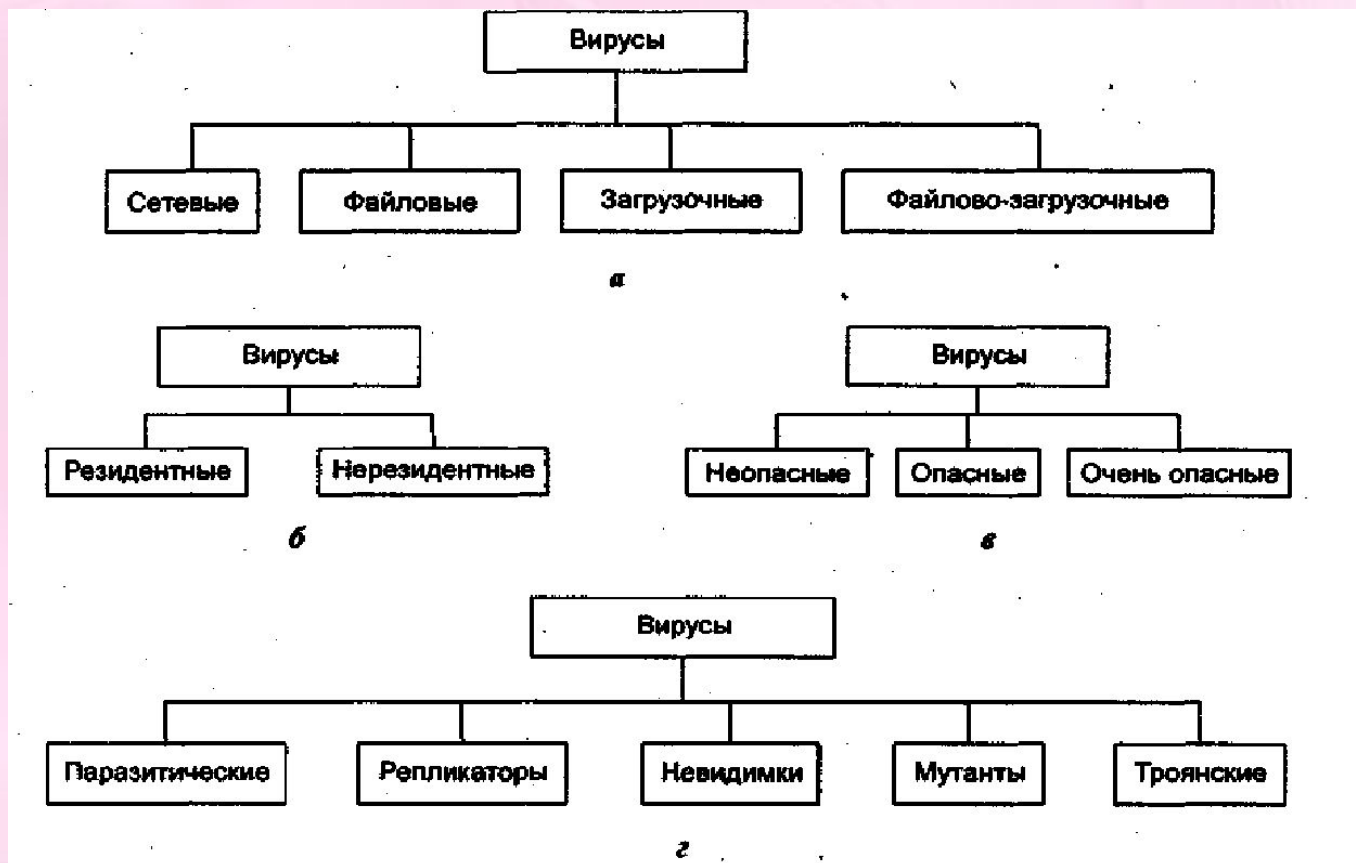 Вирусы
Сетевые Файловые Загрузочные Файлово-загрузочные
а
Вирусы Вирусы
Резидентные Нерезидентные Неопасные Опасные Очень опасные
б в
Вирусы
Паразитические Репликаторы Невидимки Мутанты Троянские
г